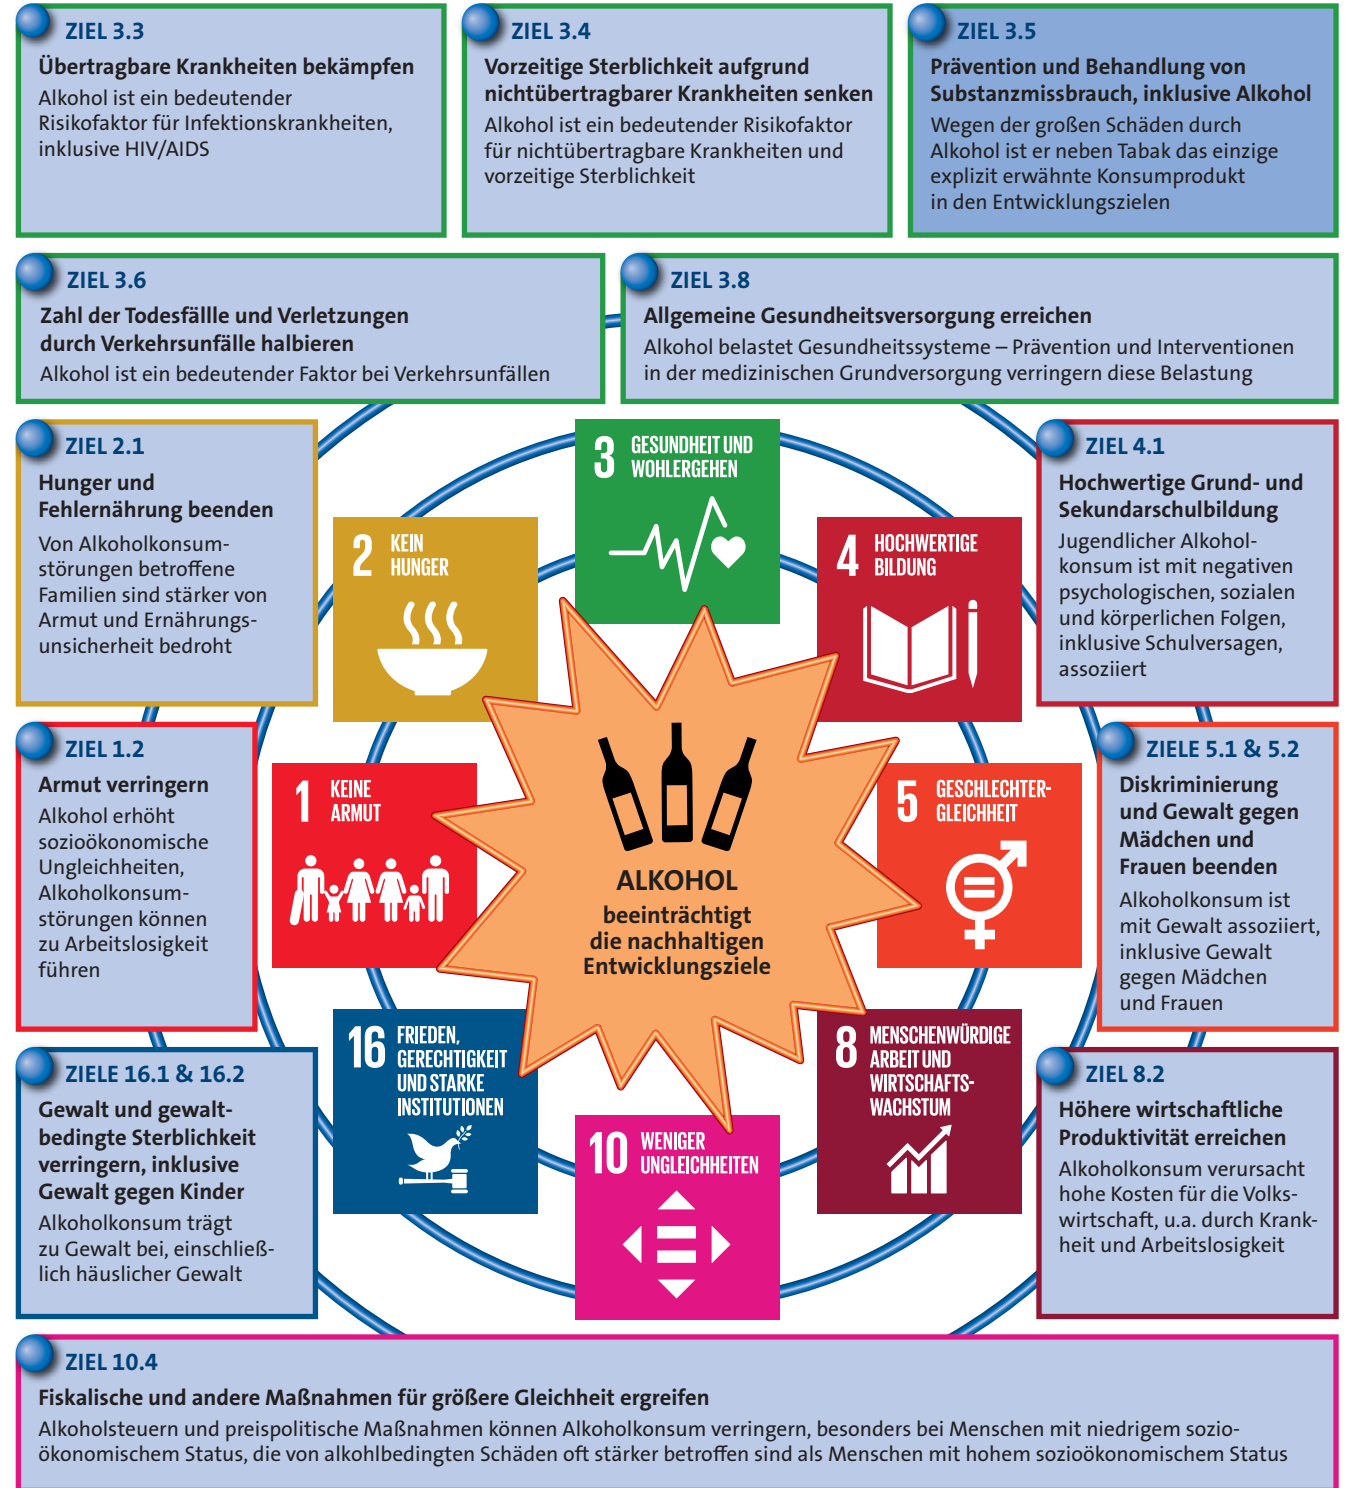 ZIEL 3.3
Übertragbare Krankheiten bekämpfen
Alkohol ist ein bedeutender
Risikofaktor für Infektionskrankheiten,
inklusive HIV/AIDS
ZIEL 3.4
Vorzeitige Sterblichkeit aufgrund
nichtübertragbarer Krankheiten senken
Alkohol ist ein bedeutender Risikofaktor
für nichtübertragbare Krankheiten und
vorzeitige Sterblichkeit
ZIEL 3.5
Prävention und Behandlung von
Substanzmissbrauch, inklusive Alkohol
Wegen der großen Schäden durch
Alkohol ist er neben Tabak das einzige
explizit erwähnte Konsumprodukt
in den Entwicklungszielen
ZIEL 3.6
Zahl der Todesfällle und Verletzungen
durch Verkehrsunfälle halbieren
Alkohol ist ein bedeutender Faktor bei Verkehrsunfällen
ZIEL 3.8
Allgemeine Gesundheitsversorgung erreichen
Alkohol belastet Gesundheitssysteme – Prävention und Interventionen
in der medizinischen Grundversorgung verringern diese Belastung
ZIEL 2.1
Hunger und
Fehlernährung beenden
Von Alkoholkonsum-
störungen betroffene
Familien sind stärker von
Armut und Ernährungs-
unsicherheit bedroht
2 KEIN
HUNGER
3 GESUNDHEIT UND
WOHLERGEHEN
4 HOCHWERTIGE
BILDUNG
ZIEL 4.1
Hochwertige Grund- und
Sekundarschulbildung
Jugendlicher Alkohol-
konsum ist mit negativen
psychologischen, sozialen
und körperlichen Folgen,
inklusive Schulversagen,
assoziiert
ZIEL 1.2
Armut verringern
Alkohol erhöht
sozioökonomische
Ungleichheiten,
Alkoholkonsum-
störungen können
zu Arbeitslosigkeit
führen
1 KEINE
ARMUT
ALKOHOL
beeinträchtigt
die nachhaltigen
Entwicklungsziele
5 GESCHLECHTER-
GLEICHHEIT
ZIELE 5.1 & 5.2
Diskriminierung
und Gewalt gegen
Mädchen und
Frauen beenden
Alkoholkonsum ist
mit Gewalt assoziiert,
inklusive Gewalt
gegen Mädchen
und Frauen
ZIELE 16.1 & 16.2
Gewalt und gewalt-
bedingte Sterblichkeit
verringern, inklusive
Gewalt gegen Kinder
Alkoholkonsum trägt
zu Gewalt bei, einschließ-
lich häuslicher Gewalt
16 FRIEDEN,
GERECHTIGKEIT
UND STARKE
INSTITUTIONEN
10 WENIGER
UNGLEICHHEITEN
8 MENSCHENWÜRDIGE
ARBEIT UND
WIRTSCHAFTS-
WACHSTUM
ZIEL 8.2
Höhere wirtschaftliche
Produktivität erreichen
Alkoholkonsum verursacht
hohe Kosten für die Volks-
wirtschaft, u.a. durch Krank-
heit und Arbeitslosigkeit
ZIEL 10.4
Fiskalische und andere Maßnahmen für größere Gleichheit ergreifen
Alkoholsteuern und preispolitische Maßnahmen können Alkoholkonsum verringern, besonders bei Menschen mit niedrigem sozio-
ökonomischem Status, die von alkohlbedingten Schäden oft stärker betroffen sind als Menschen mit hohem sozioökonomischem Status